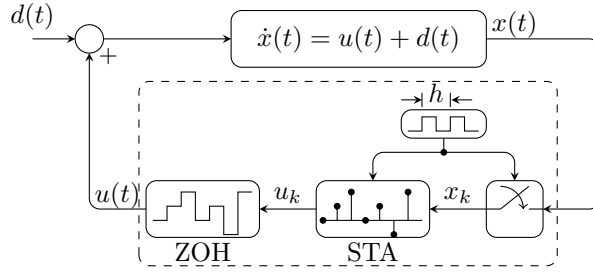 d(t)
+
ẋ(t) = u(t) + d(t)
x(t)
h
u(t)
u_k
x_k
ZOH
STA